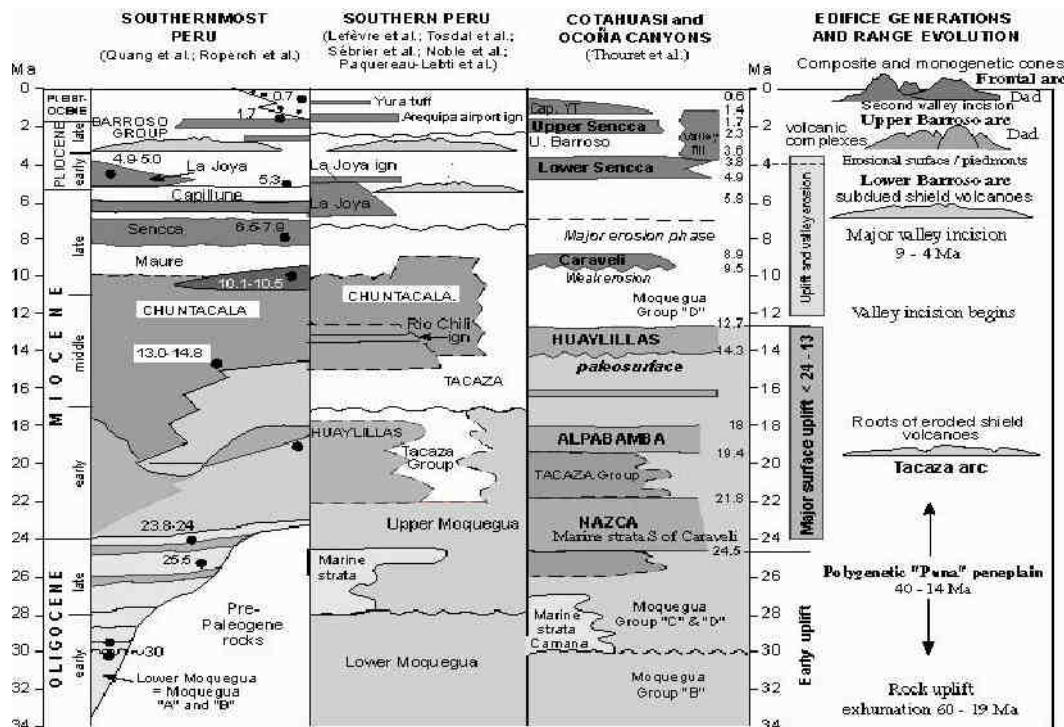 SOUTHERNMOST
PERU
(Quang et al.; Roperch et al.)
SOUTHERN PERU
(Lefèvre et al.; Tosdal et al.;
Sébrier et al.; Noble et al.;
Paquereau-Lebti et al.)
COTAHUASI and
OCOÑA CANYONS
(Thouret et al.)
EDIFICE GENERATIONS
AND RANGE EVOLUTION
Ma
0
2
4
6
8
10
12
14
16
18
20
22
24
26
28
30
32
34
PLEIST-
OCENE
PLIOCENE
late
early
MIOCENE
late
middle
early
OLIGOCENE
late
early
0.7
1.7
BARROSO
GROUP
4.9-5.0
La Joya
5.3
Capillune
Sencca
6.5-7.9
Maure
10.1-10.5
CHUNTACALA
13.0-14.8
23.8-24
25.5
Pre-
Paleogene
rocks
~30
Lower Moquegua
= Moquegua
"A" and "B"
Yura tuff
Arequipa airport ign
La Joya ign
La Joya
CHUNTACALA.
Rio Chili
ign
TACAZA
HUAYLILLAS
Tacaza
Group
Upper Moquegua
Marine
strata
Lower Moquegua
Cap. YT
Upper Sencca
U. Barroso
Valley
fill
Lower Sencca
Major erosion phase
Caraveli
Weak erosion
Moquegua
Group "D"
HUAYLILLAS
paleosurface
ALPABAMBA
TACAZA Group
NAZCA
Marine strata S of Caraveli
Moquegua
Group "C" & "D"
Marine
strata
Camana
Moquegua
Group "B"
0.6
1.4
1.7
2.3
3.6
3.8
4.9
5.8
8.9
9.5
12.7
14.3
18
19.4
21.8
24.5
Ma
0
2
4
6
8
10
12
14
16
18
20
22
24
26
28
30
32
34
Uplift and valley erosion
Major surface uplift < 24 - 13
Early uplift
Composite and monogenetic cones
Frontal arc
Dad
Second valley incision
Upper Barroso arc
volcanic
complexes
Dad
Erosional surface / piedmonts
Lower Barroso arc
subdued shield volcanoes
Major valley incision
9 - 4 Ma
Valley incision begins
Roots of eroded shield
volcanoes
Tacaza arc
Polygenetic "Puna" peneplain
40 - 14 Ma
Rock uplift
exhumation 60 - 19 Ma